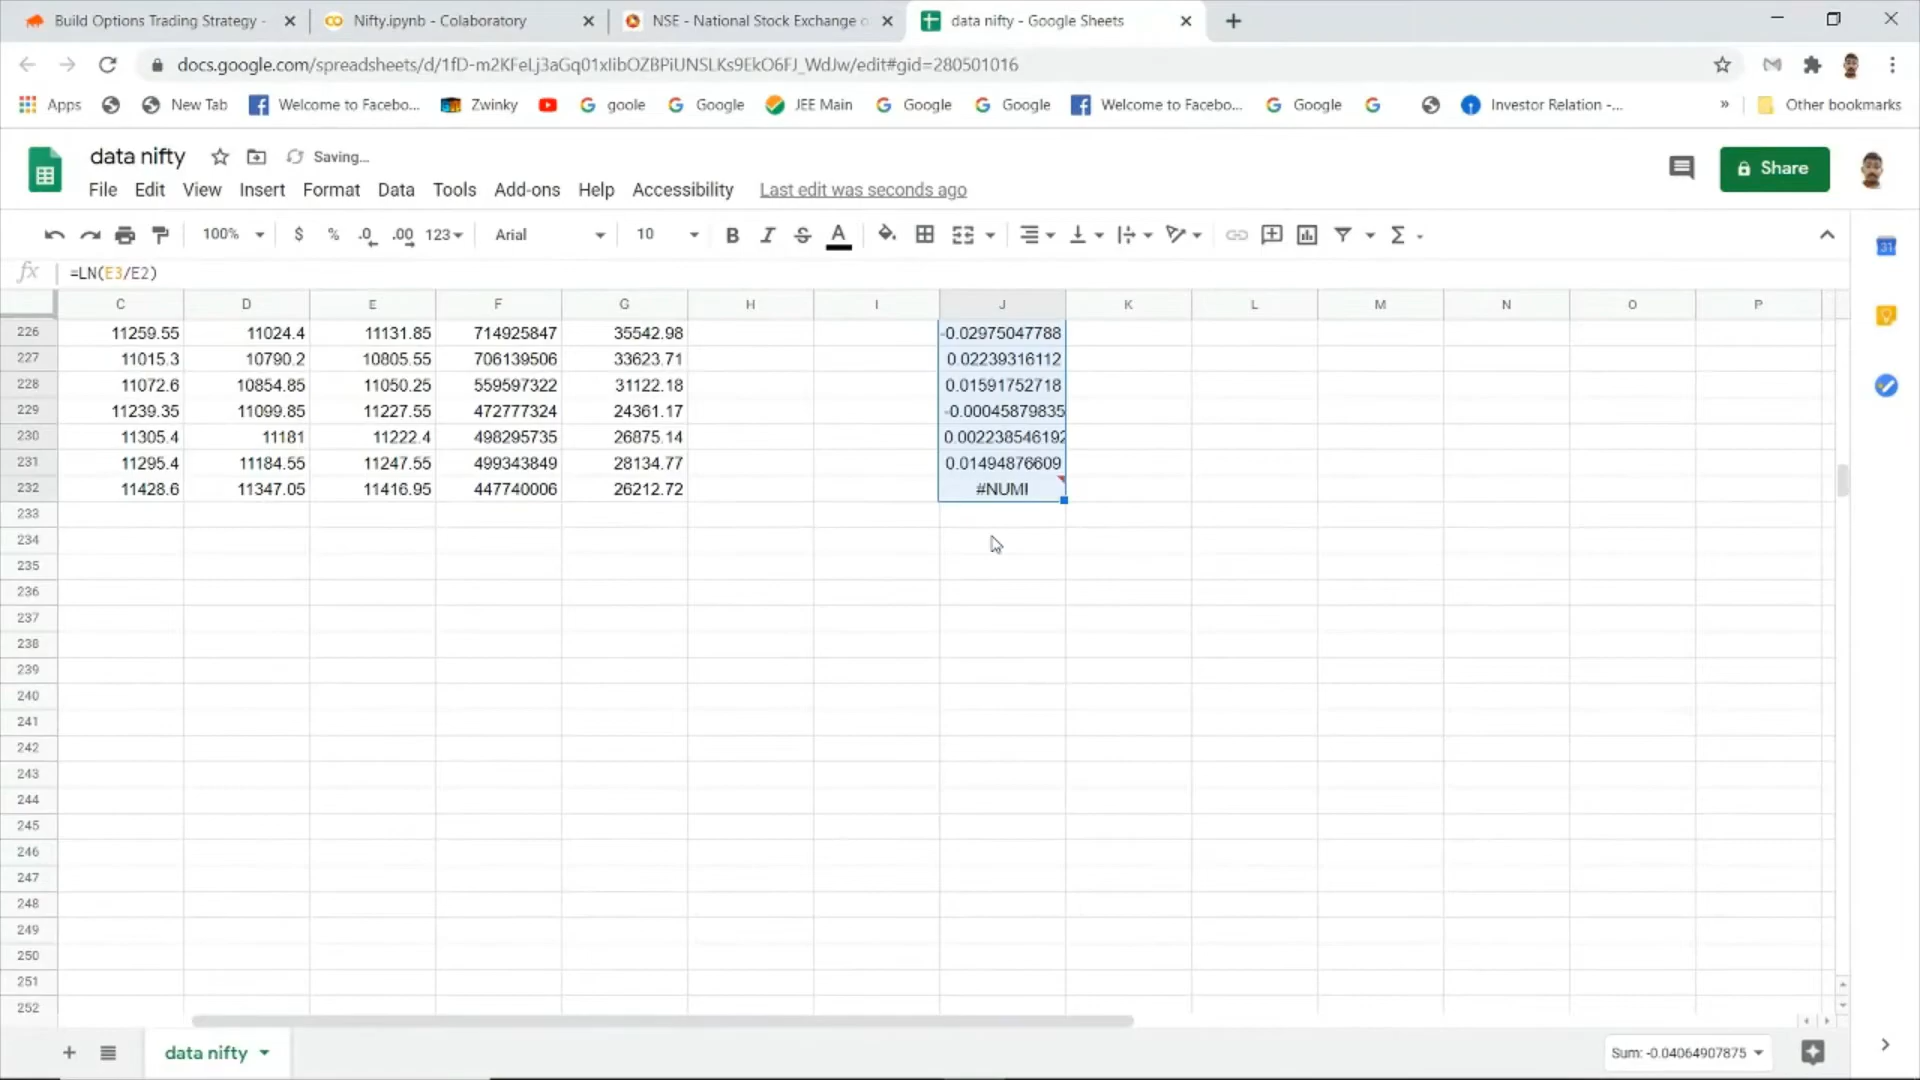 Build Options Trading Strategy -
Nifty.ipynb - Colaboratory
NSE - National Stock Exchange o
data nifty - Google Sheets
docs.google.com/spreadsheets/d/1fD-m2KFeLj3aGq01xIibOZBPiUNSLKs9EkO6FJ_WdJw/edit#gid=280501016
Apps New Tab Welcome to Facebo... Zwinky goole Google JEE Main Google Google Welcome to Facebo... Google Investor Relation -... » Other bookmarks
data nifty Saving...
File Edit View Insert Format Data Tools Add-ons Help Accessibility Last edit was seconds ago
Share
100% $ % .0 .00 123 Arial 10 B I S A Σ
31
fx =LN(E3/E2)
C D E F G H I J K L M N O P
226 11259.55 11024.4 11131.85 714925847 35542.98 -0.02975047788
227 11015.3 10790.2 10805.55 706139506 33623.71 0.02239316112
228 11072.6 10854.85 11050.25 559597322 31122.18 0.01591752718
229 11239.35 11099.85 11227.55 472777324 24361.17 -0.00045879835
230 11305.4 11181 11222.4 498295735 26875.14 0.002238546192
231 11295.4 11184.55 11247.55 499343849 28134.77 0.01494876609
232 11428.6 11347.05 11416.95 447740006 26212.72 #NUM!
233
234
235
236
237
238
239
240
241
242
243
244
245
246
247
248
249
250
251
252
data nifty
Sum: -0.04064907875